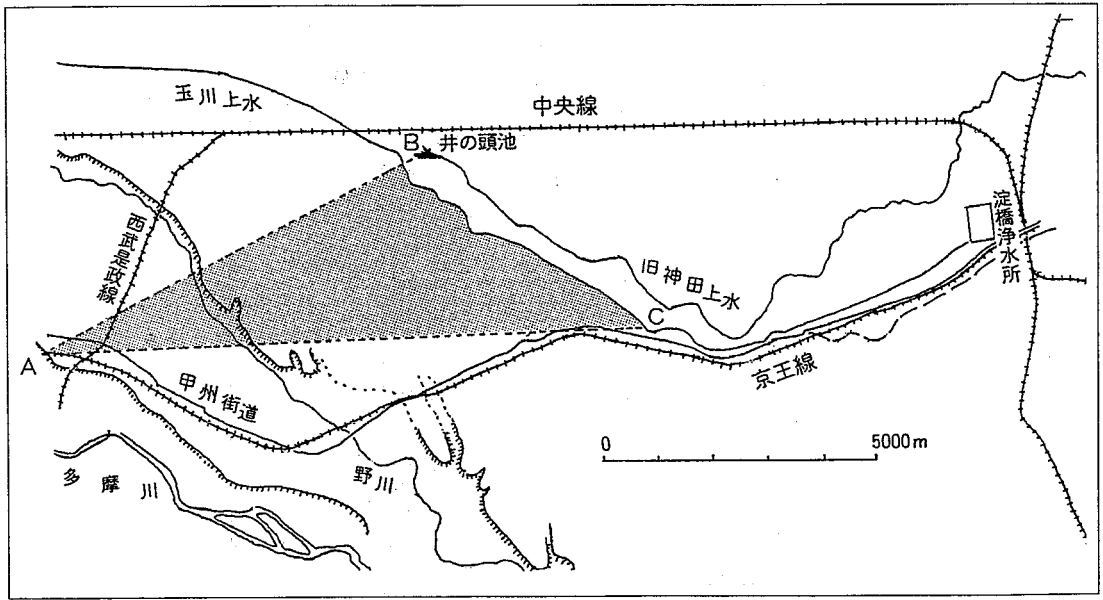 玉川上水
中央線
B
井の頭池
西武是政線
淀橋浄水所
旧神田上水
C
A
甲州街道
京王線
0 5000m
野川
多摩川